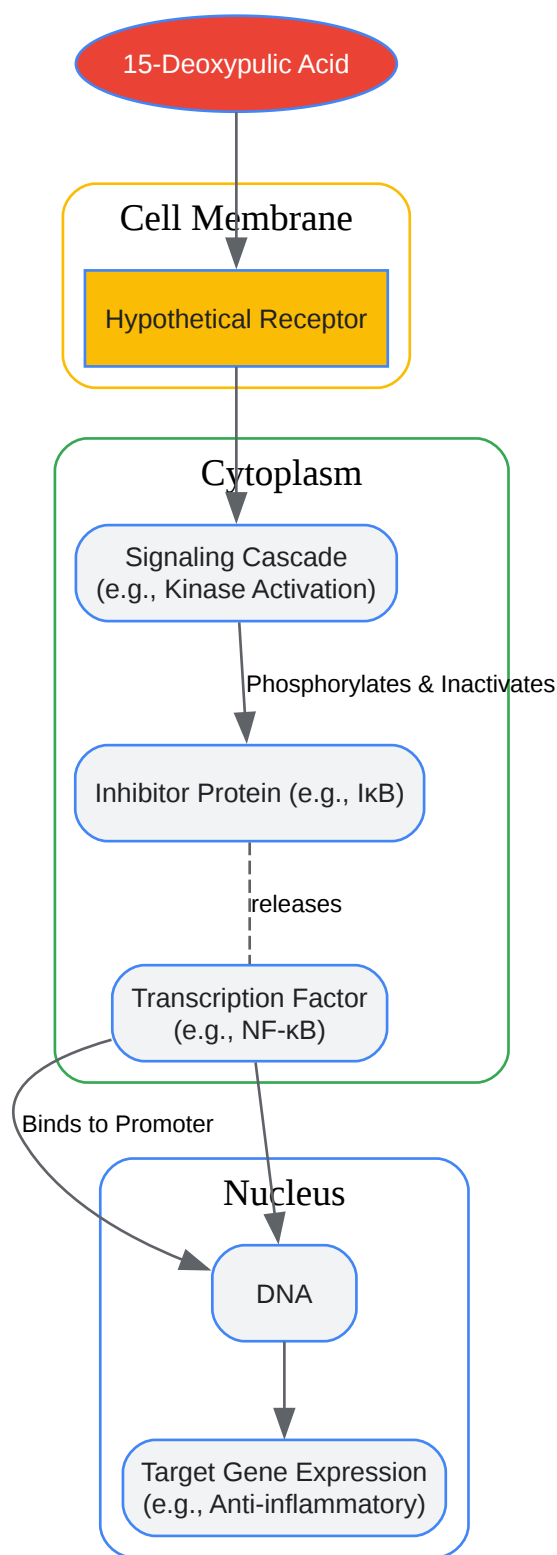 15-Deoxypulic Acid
Cell Membrane
Hypothetical Receptor
Cytoplasm
Signaling Cascade
(e.g., Kinase Activation)
Phosphorylates & Inactivates
Inhibitor Protein (e.g., IκB)
releases
Transcription Factor
(e.g., NF-κB)
Binds to Promoter
Nucleus
DNA
Target Gene Expression
(e.g., Anti-inflammatory)